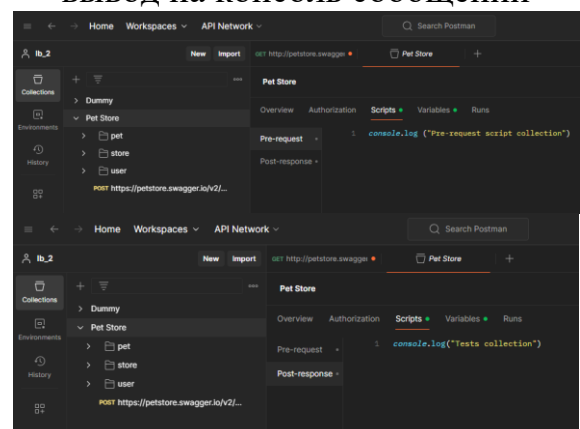 вывод на консоль сообщений
Home Workspaces API Network Search Postman
lb_2 New Import GET http://petstore.swagger Pet Store
Collections
Environments
History
Dummy
Pet Store
pet
store
user
POST https://petstore.swagger.io/v2/...
Pet Store
Overview Authorization Scripts Variables Runs
Pre-request
Post-response
1 console.log ("Pre-request script collection")
Home Workspaces API Network Search Postman
lb_2 New Import GET http://petstore.swagger Pet Store
Collections
Environments
History
Dummy
Pet Store
pet
store
user
POST https://petstore.swagger.io/v2/...
Pet Store
Overview Authorization Scripts Variables Runs
Pre-request
Post-response
1 console.log("Tests collection")